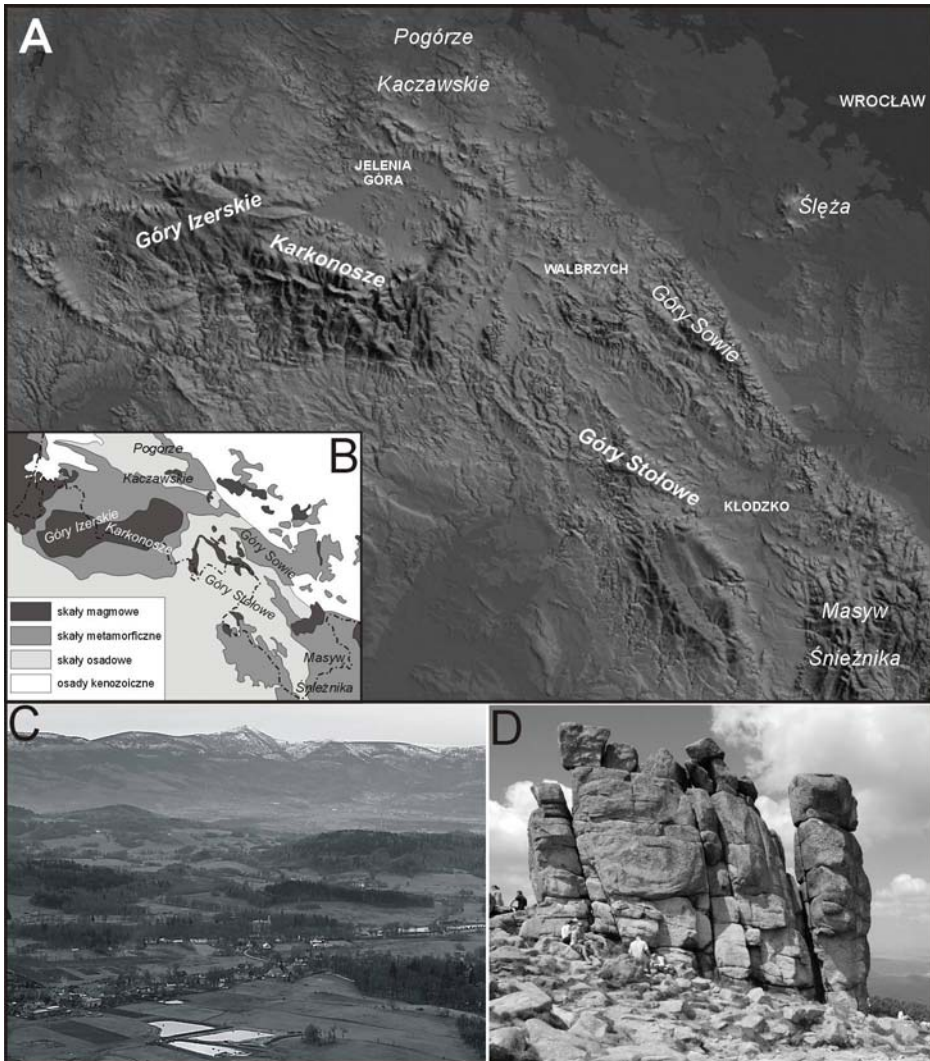 A
Pogórze
Kaczawskie
WROCŁAW
JELENIA
GÓRA
Ślęża
Góry Izerskie
Karkonosze
WALBRZYCH
Góry Sowie
Góry Stołowe
KŁODZKO
Masyw
Śnieżnika
B
Pogórze
Kaczawskie
Góry Izerskie
Karkonosze
Góry Sowie
Góry Stołowe
Masyw
Śnieżnika
skały magmowe
skały metamorficzne
skały osadowe
osady kenozoiczne
C
D